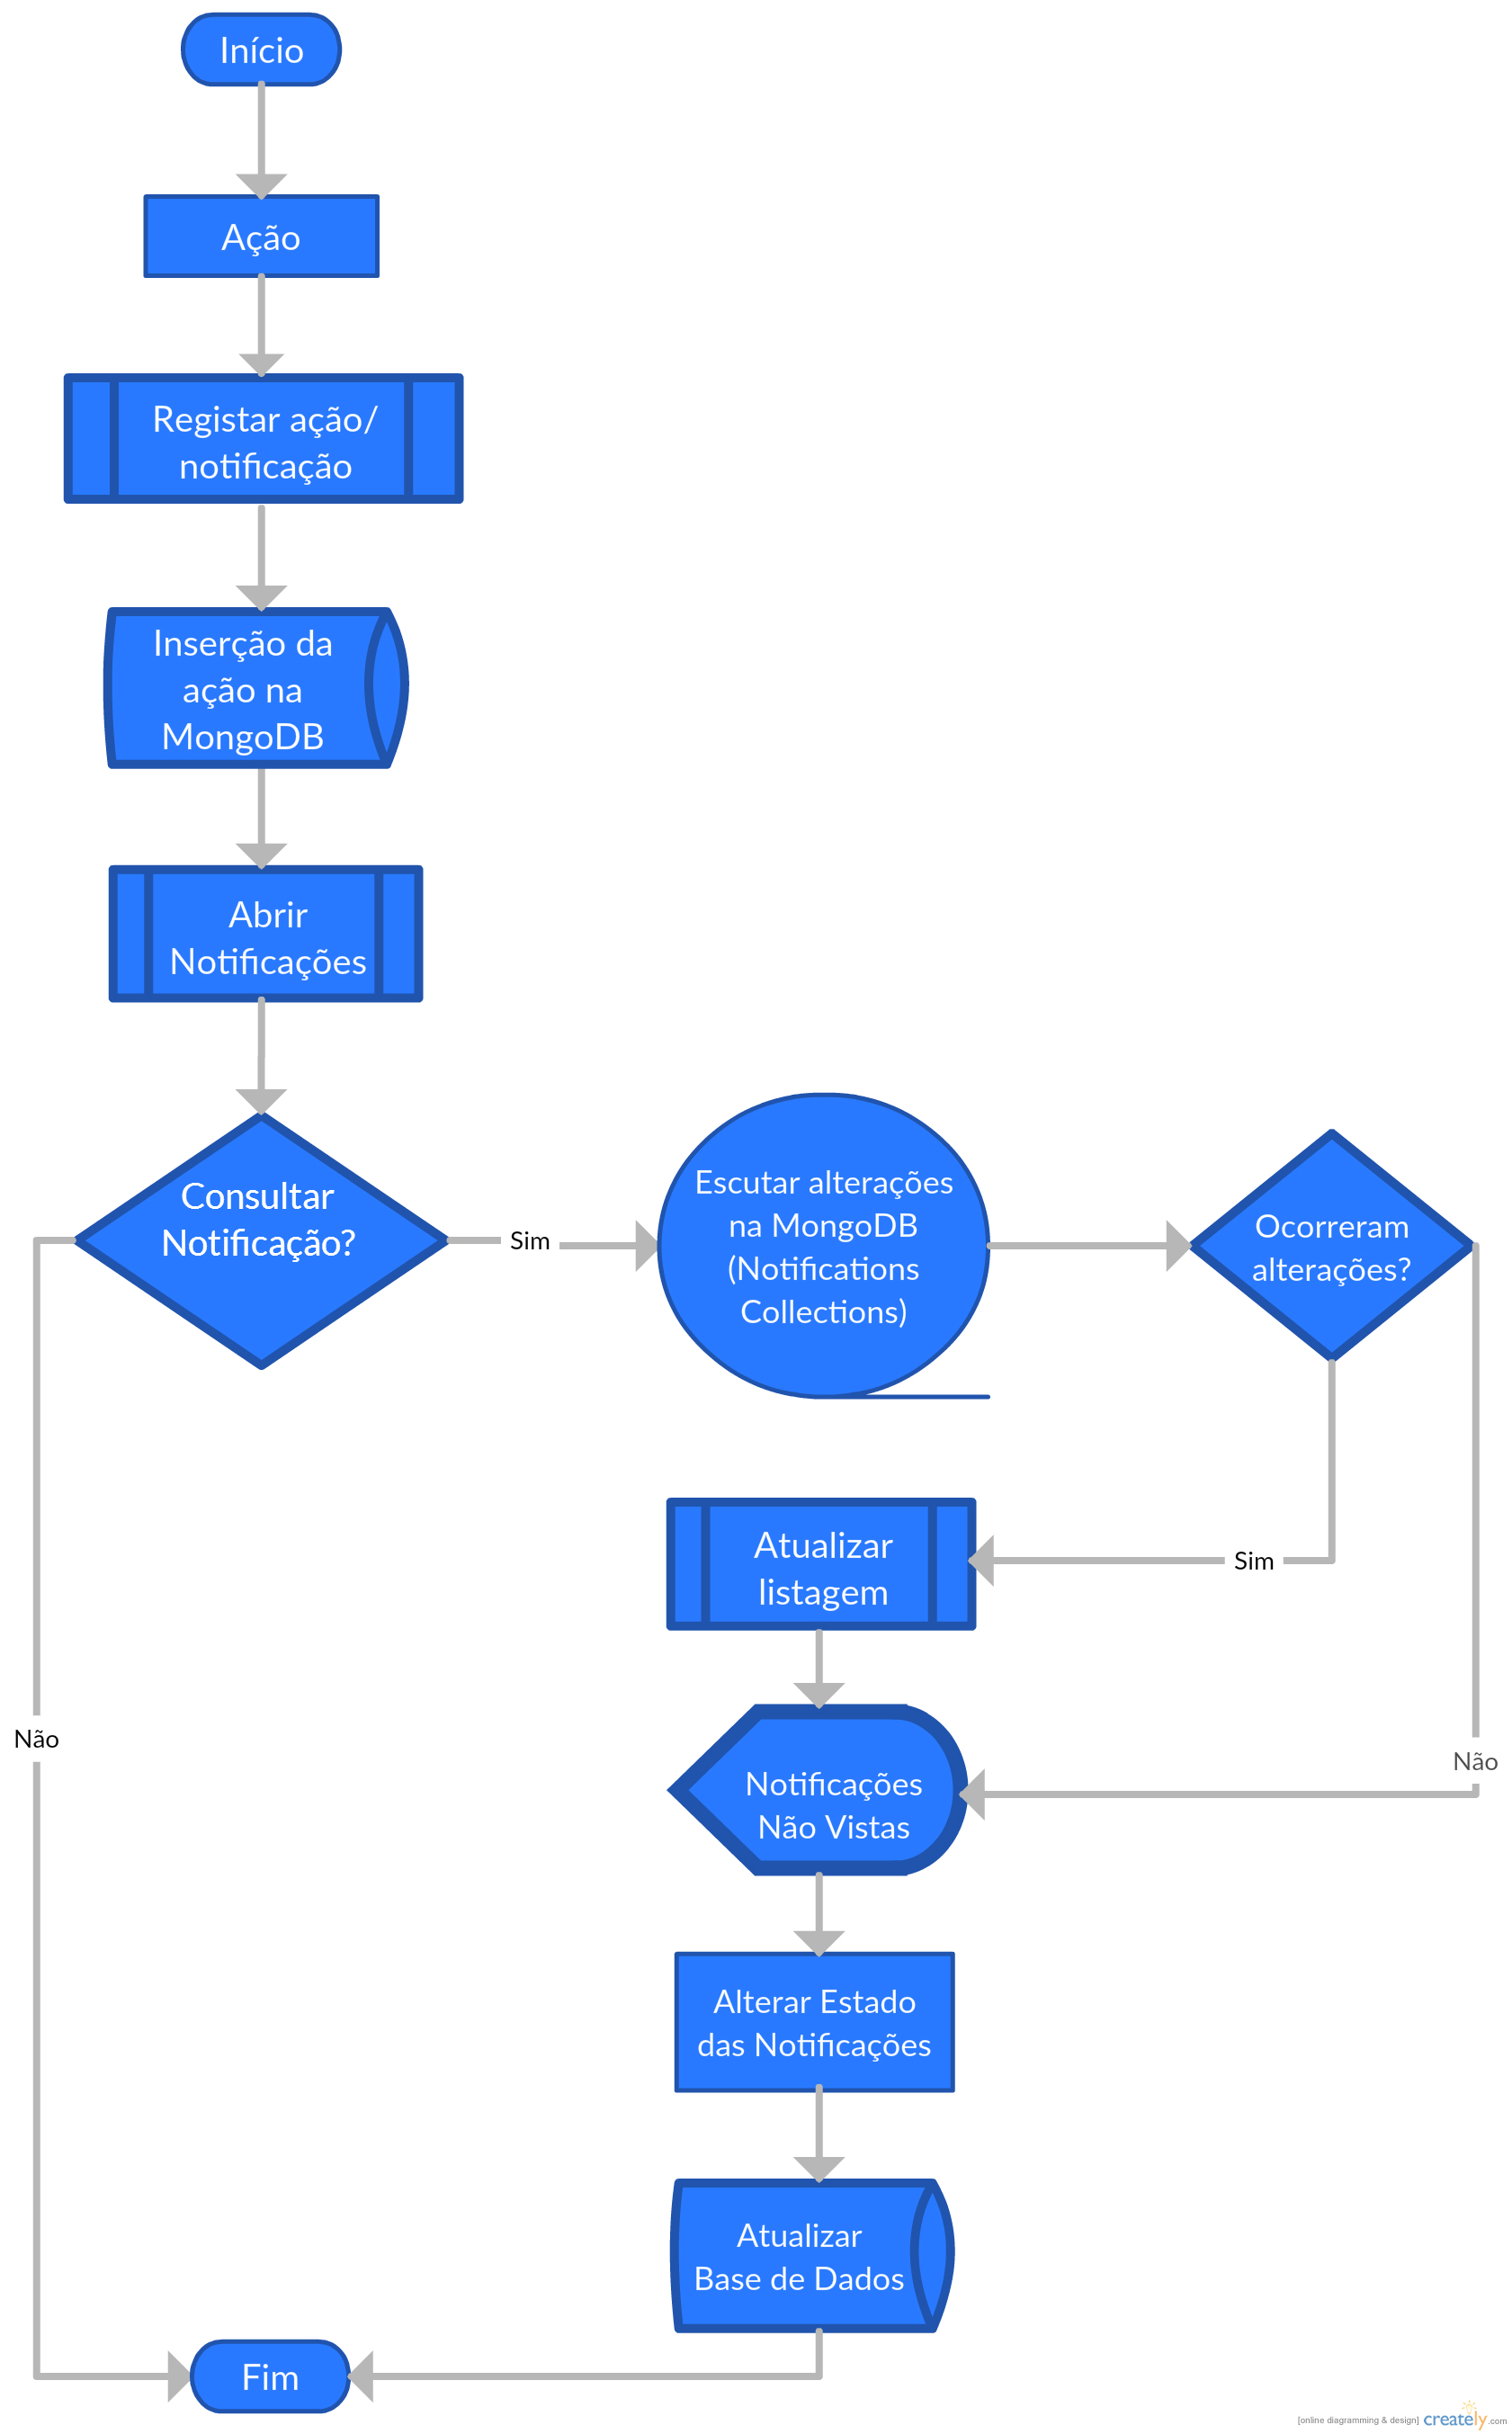 Início
Ação
Registar ação/
notificação
Inserção da
ação na
MongoDB
Abrir
Notificações
Consultar
Notificação?
Sim
Escutar alterações
na MongoDB
(Notifications
Collections)
Ocorreram
alterações?
Sim
Atualizar
listagem
Não
Não
Notificações
Não Vistas
Alterar Estado
das Notificações
Atualizar
Base de Dados
Fim
[online diagramming & design] creately.com